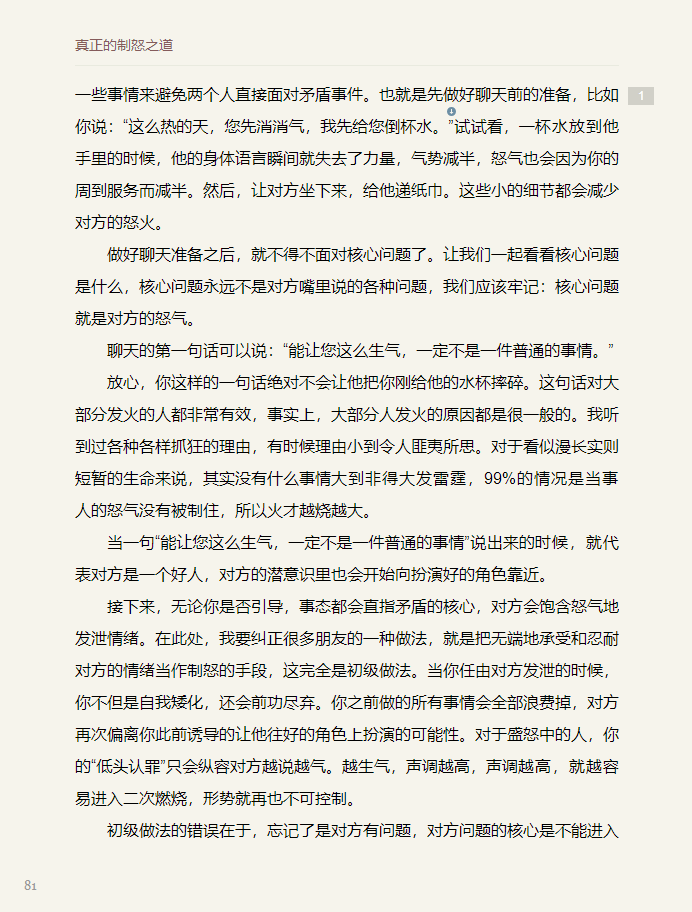 真正的制怒之道
一些事情来避免两个人直接面对矛盾事件。也就是先做好聊天前的准备，比如
1
你说：“这么热的天，您先消消气，我先给您倒杯水。”试试看，一杯水放到他
手里的时候，他的身体语言瞬间就失去了力量，气势减半，怒气也会因为你的
周到服务而减半。然后，让对方坐下来，给他递纸巾。这些小的细节都会减少
对方的怒火。
做好聊天准备之后，就不得不面对核心问题了。让我们一起看看核心问题
是什么，核心问题永远不是对方嘴里说的各种问题，我们应该牢记：核心问题
就是对方的怒气。
聊天的第一句话可以说：“能让您这么生气，一定不是一件普通的事情。”
放心，你这样的一句话绝对不会让他把你刚给他的水杯摔碎。这句话对大
部分发火的人都非常有效，事实上，大部分人发火的原因都是很一般的。我听
到过各种各样抓狂的理由，有时候理由小到令人匪夷所思。对于看似漫长实则
短暂的生命来说，其实没有什么事情大到非得大发雷霆，99%的情况是当事
人的怒气没有被制住，所以火才越烧越大。
当一句“能让您这么生气，一定不是一件普通的事情”说出来的时候，就代
表对方是一个好人，对方的潜意识里也会开始向扮演好的角色靠近。
接下来，无论你是否引导，事态都会直指矛盾的核心，对方会饱含怒气地
发泄情绪。在此处，我要纠正很多朋友的一种做法，就是把无端地承受和忍耐
对方的情绪当作制怒的手段，这完全是初级做法。当你任由对方发泄的时候，
你不但是自我矮化，还会前功尽弃。你之前做的所有事情会全部浪费掉，对方
再次偏离你此前诱导的让他往好的角色上扮演的可能性。对于盛怒中的人，你
的“低头认罪”只会纵容对方越说越气。越生气，声调越高，声调越高，就越容
易进入二次燃烧，形势就再也不可控制。
初级做法的错误在于，忘记了是对方有问题，对方问题的核心是不能进入
81